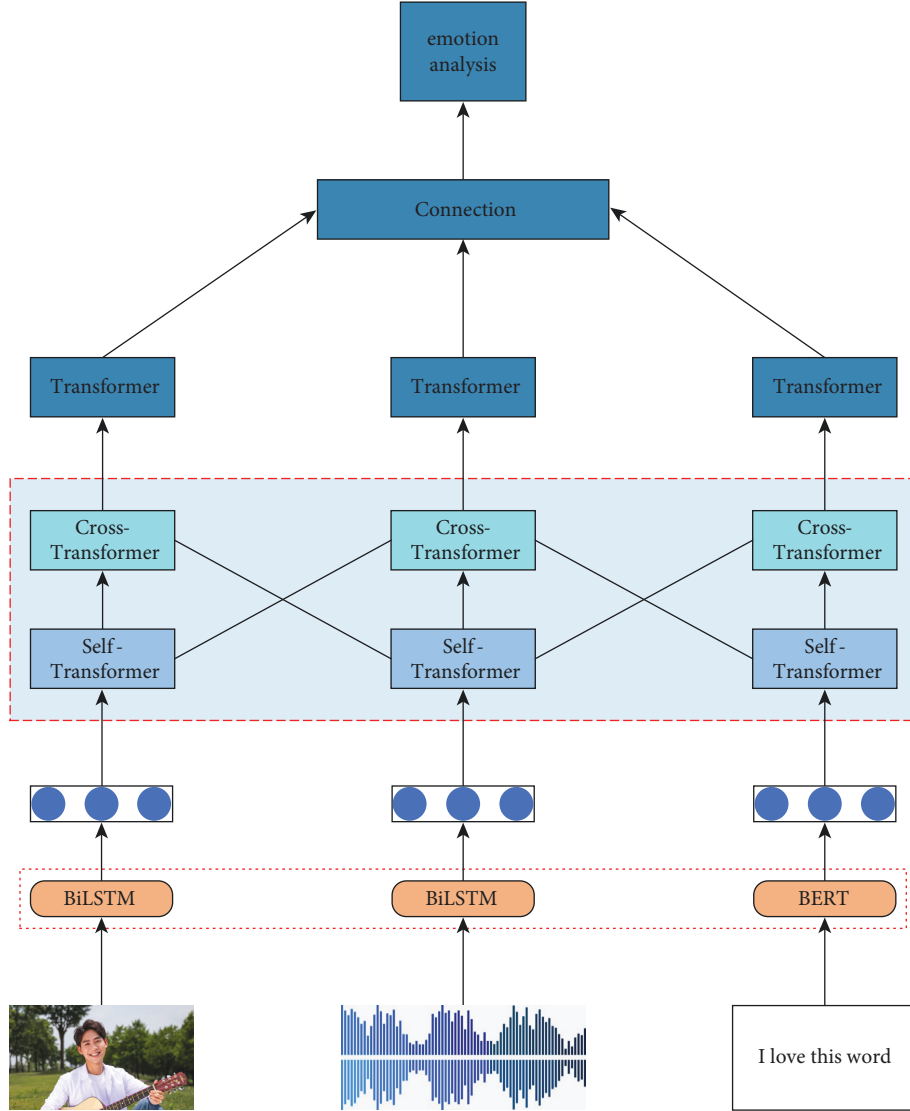 emotion
analysis
Connection
Transformer
Transformer
Transformer
Cross-
Transformer
Cross-
Transformer
Cross-
Transformer
Self-
Transformer
Self-
Transformer
Self-
Transformer
BiLSTM
BiLSTM
BERT
I love this word